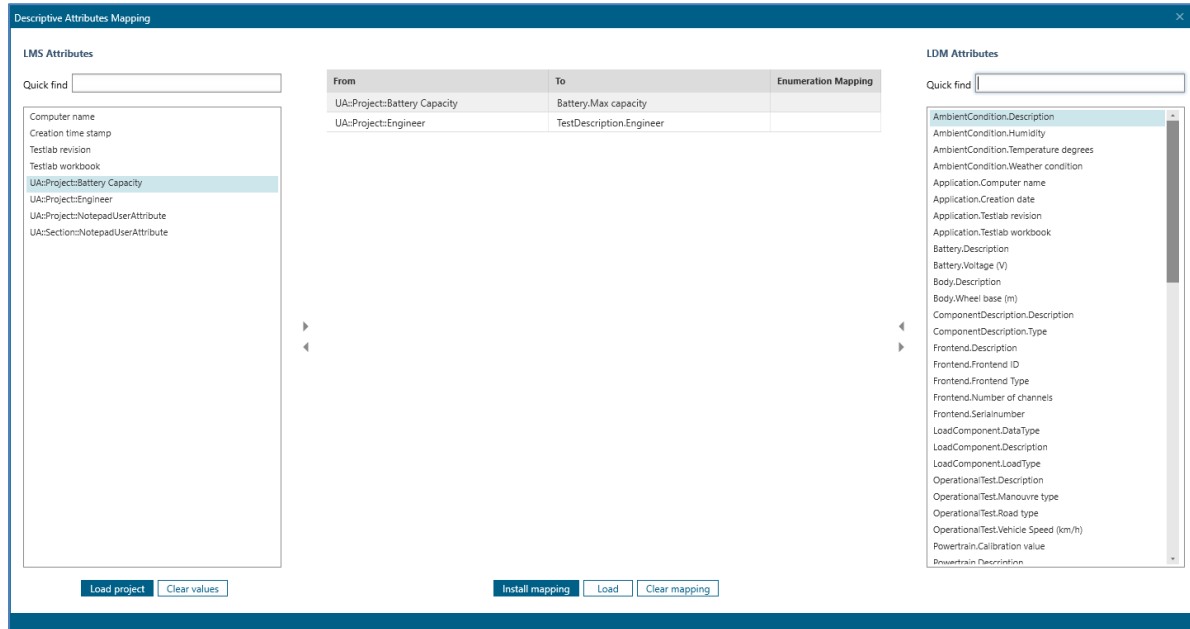 Descriptive Attributes Mapping
LMS Attributes
Quick find
Computer name
Creation time stamp
Testlab revision
Testlab workbook
UA::Project::Battery Capacity
UA::Project::Engineer
UA::Project::NotepadUserAttribute
UA::Section::NotepadUserAttribute
Load project Clear values
From To Enumeration Mapping
UA::Project::Battery Capacity Battery.Max capacity
UA::Project::Engineer TestDescription.Engineer
Install mapping Load Clear mapping
LDM Attributes
Quick find
AmbientCondition.Description
AmbientCondition.Humidity
AmbientCondition.Temperature degrees
AmbientCondition.Weather condition
Application.Computer name
Application.Creation date
Application.Testlab revision
Application.Testlab workbook
Battery.Description
Battery.Voltage (V)
Body.Description
Body.Wheel base (m)
ComponentDescription.Description
ComponentDescription.Type
Frontend.Description
Frontend.Frontend ID
Frontend.Frontend Type
Frontend.Number of channels
Frontend.Serialnumber
LoadComponent.DataType
LoadComponent.Description
LoadComponent.LoadType
OperationalTest.Description
OperationalTest.Manouvre type
OperationalTest.Road type
OperationalTest.Vehicle Speed (km/h)
Powertrain.Calibration value
Powertrain.Description